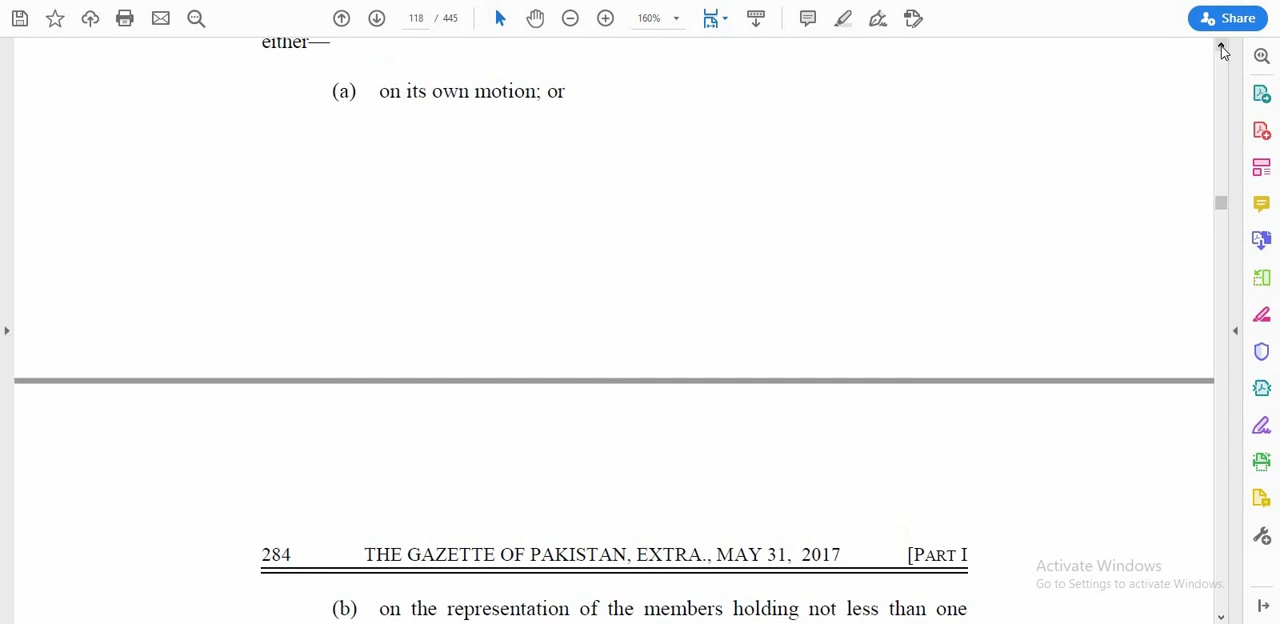 118 / 445
160%
Share
either—
(a) on its own motion; or
284 THE GAZETTE OF PAKISTAN, EXTRA., MAY 31, 2017 [PART I
(b) on the representation of the members holding not less than one
Activate Windows
Go to Settings to activate Windows.